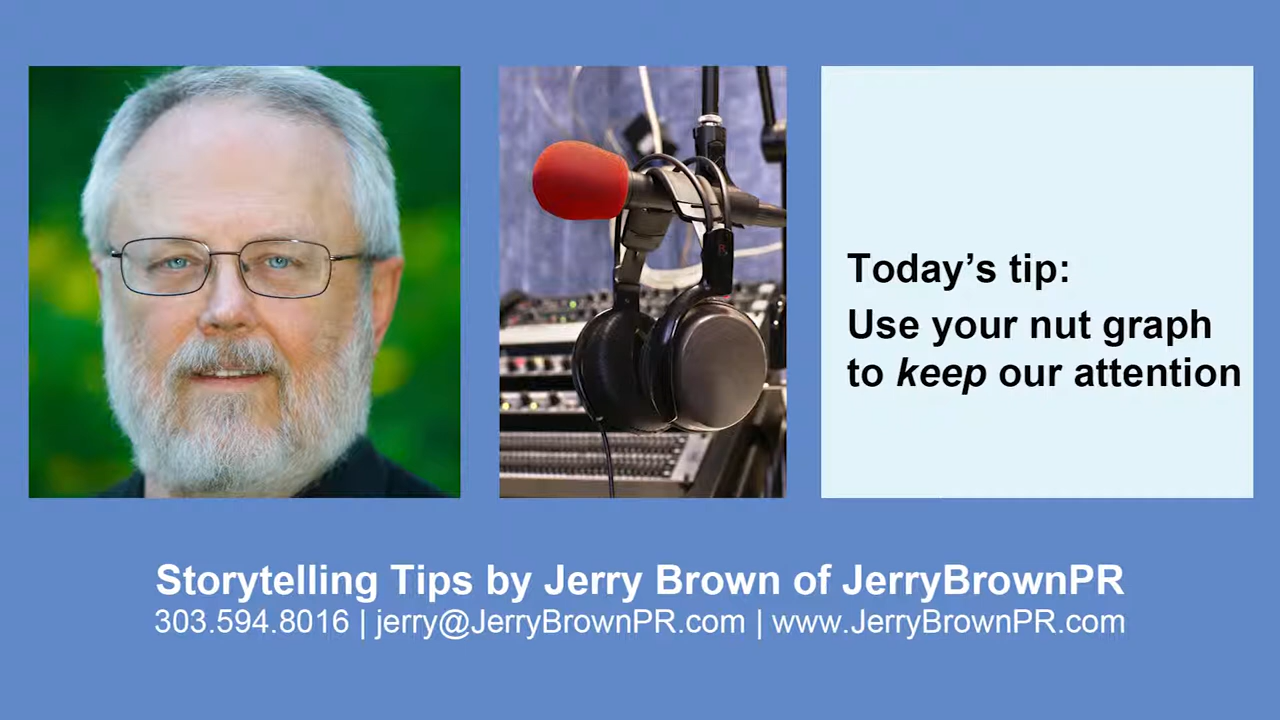 Today’s tip:
Use your nut graph
to keep our attention
Storytelling Tips by Jerry Brown of JerryBrownPR
303.594.8016 | jerry@JerryBrownPR.com | www.JerryBrownPR.com